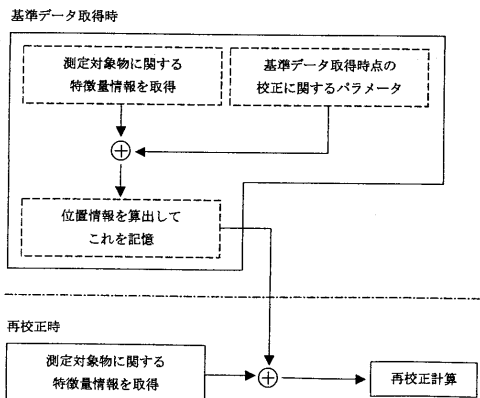 基準データ取得時
測定対象物に関する
特徴量情報を取得
基準データ取得時点の
校正に関するパラメータ
位置情報を算出して
これを記憶
再校正時
測定対象物に関する
特徴量情報を取得
再校正計算